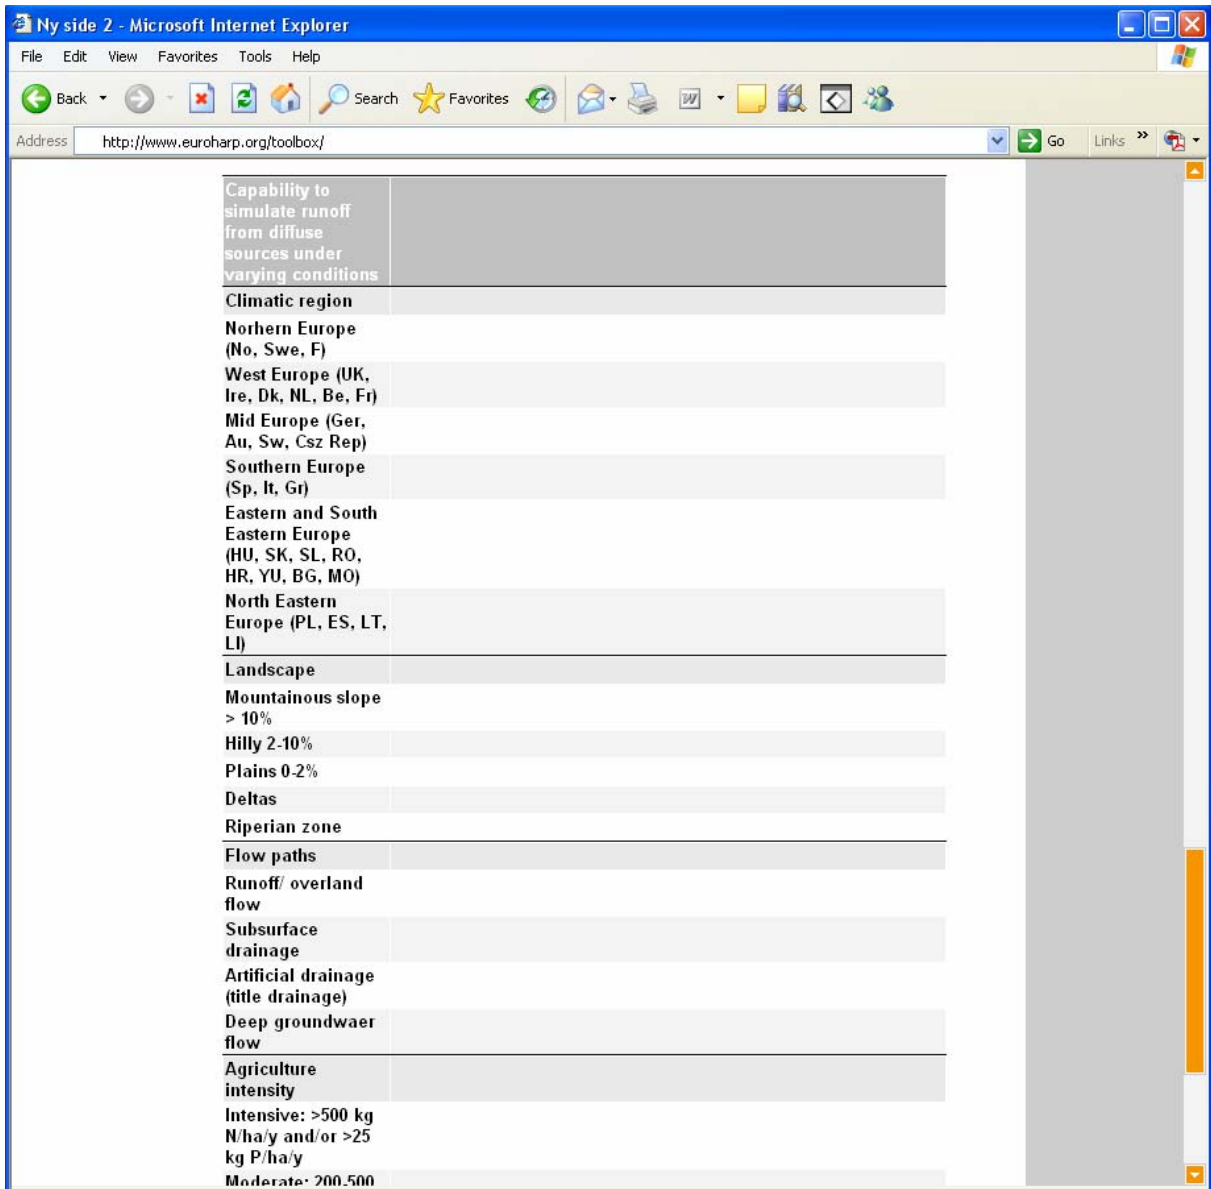 Ny side 2 - Microsoft Internet Explorer
File Edit View Favorites Tools Help
Back Search Favorites
Address http://www.euroharp.org/toolbox/ Go Links »
Capability to
simulate runoff
from diffuse
sources under
varying conditions
Climatic region
Norhern Europe
(No, Swe, F)
West Europe (UK,
Ire, Dk, NL, Be, Fr)
Mid Europe (Ger,
Au, Sw, Csz Rep)
Southern Europe
(Sp, It, Gr)
Eastern and South
Eastern Europe
(HU, SK, SL, RO,
HR, YU, BG, MO)
North Eastern
Europe (PL, ES, LT,
LI)
Landscape
Mountainous slope
> 10%
Hilly 2-10%
Plains 0-2%
Deltas
Riperian zone
Flow paths
Runoff/ overland
flow
Subsurface
drainage
Artificial drainage
(title drainage)
Deep groundwaer
flow
Agriculture
intensity
Intensive: >500 kg
N/ha/y and/or >25
kg P/ha/y
Moderate: 200-500